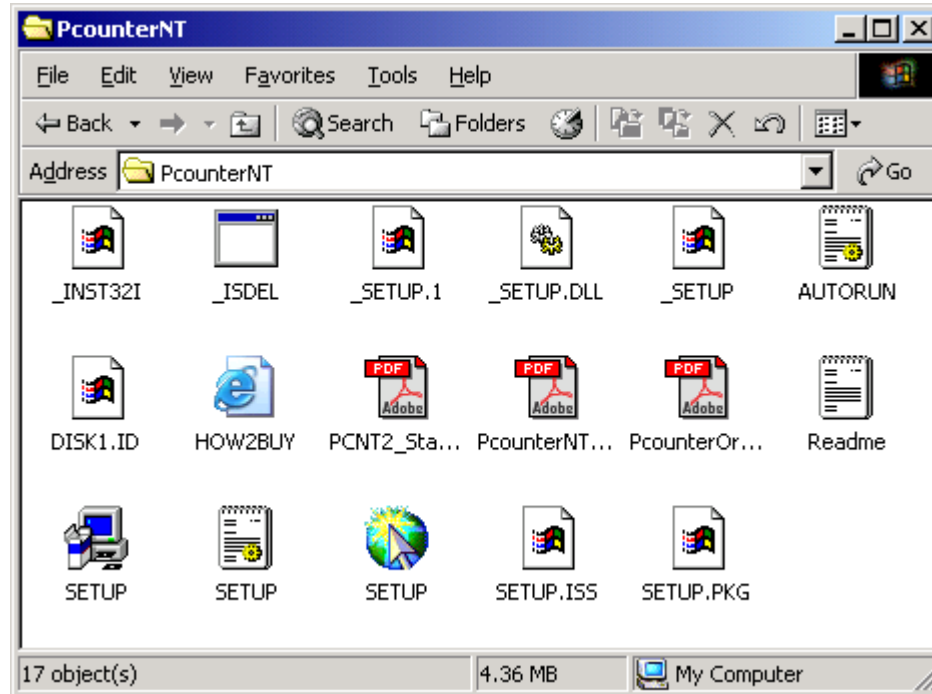 PcounterNT
File Edit View Favorites Tools Help
Back Search Folders
Address PcounterNT Go
_INST32I _ISDEL _SETUP.1 _SETUP.DLL _SETUP AUTORUN
PDF PDF PDF
Adobe Adobe Adobe
DISK1.ID HOW2BUY PCNT2_Sta... PcounterNT... PcounterOr... Readme
SETUP SETUP SETUP SETUP.ISS SETUP.PKG
17 object(s) 4.36 MB My Computer